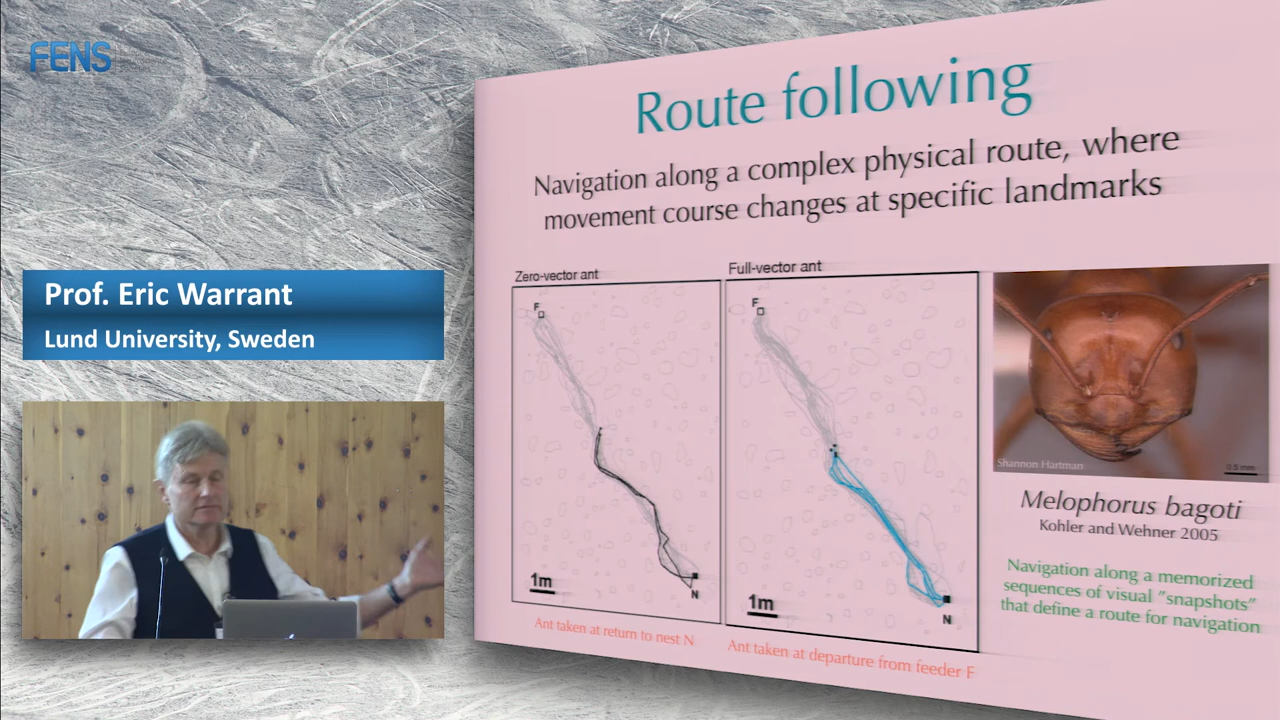 FENS
Prof. Eric Warrant
Lund University, Sweden
Route following
Navigation along a complex physical route, where
movement course changes at specific landmarks
Zero-vector ant
F
1m
N
Ant taken at return to nest N
Full-vector ant
F
1m
N
Ant taken at departure from feeder F
Shannon Hartman
0.5 mm
Melophorus bagoti
Kohler and Wehner 2005
Navigation along a memorized
sequences of visual "snapshots"
that define a route for navigation